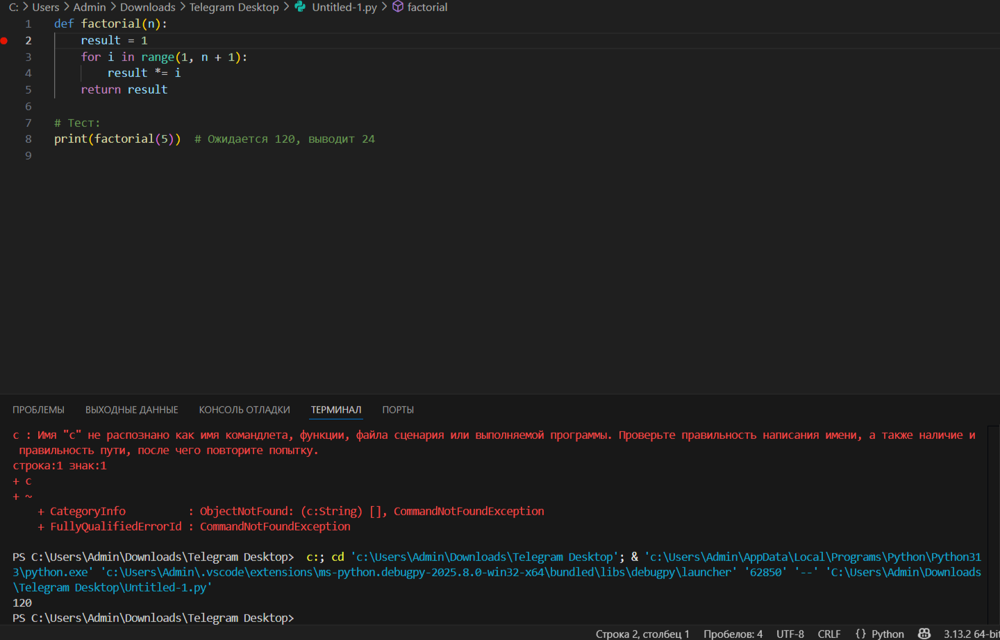 C: > Users > Admin > Downloads > Telegram Desktop > Untitled-1.py > factorial
1 def factorial(n):
2 result = 1
3 for i in range(1, n + 1):
4 result *= i
5 return result
6
7 # Тест:
8 print(factorial(5)) # Ожидается 120, выводит 24
9
ПРОБЛЕМЫ ВЫХОДНЫЕ ДАННЫЕ КОНСОЛЬ ОТЛАДКИ ТЕРМИНАЛ ПОРТЫ
c : Имя "c" не распознано как имя командлета, функции, файла сценария или выполняемой программы. Проверьте правильность написания имени, а также наличие и
правильность пути, после чего повторите попытку.
строка:1 знак:1
+ c
+ ~
+ CategoryInfo : ObjectNotFound: (c:String) [], CommandNotFoundException
+ FullyQualifiedErrorId : CommandNotFoundException
PS C:\Users\Admin\Downloads\Telegram Desktop> c:; cd 'c:\Users\Admin\Downloads\Telegram Desktop'; & 'c:\Users\Admin\AppData\Local\Programs\Python\Python31
3\python.exe' 'c:\Users\Admin\.vscode\extensions\ms-python.debugpy-2025.8.0-win32-x64\bundled\libs\debugpy\launcher' '62850' '--' 'C:\Users\Admin\Downloads
\Telegram Desktop\Untitled-1.py'
120
PS C:\Users\Admin\Downloads\Telegram Desktop>
Строка 2, столбец 1 Пробелов: 4 UTF-8 CRLF {} Python 3.13.2 64-bit